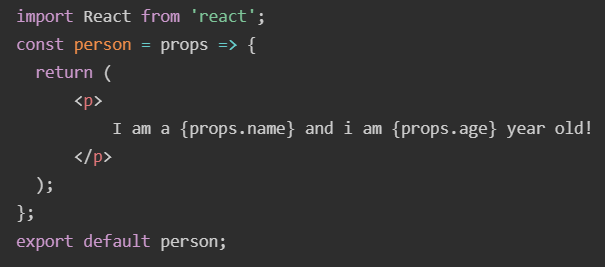 import React from 'react';
const person = props => {
  return (
      <p>
          I am a {props.name} and i am {props.age} year old!
      </p>
  );
};
export default person;